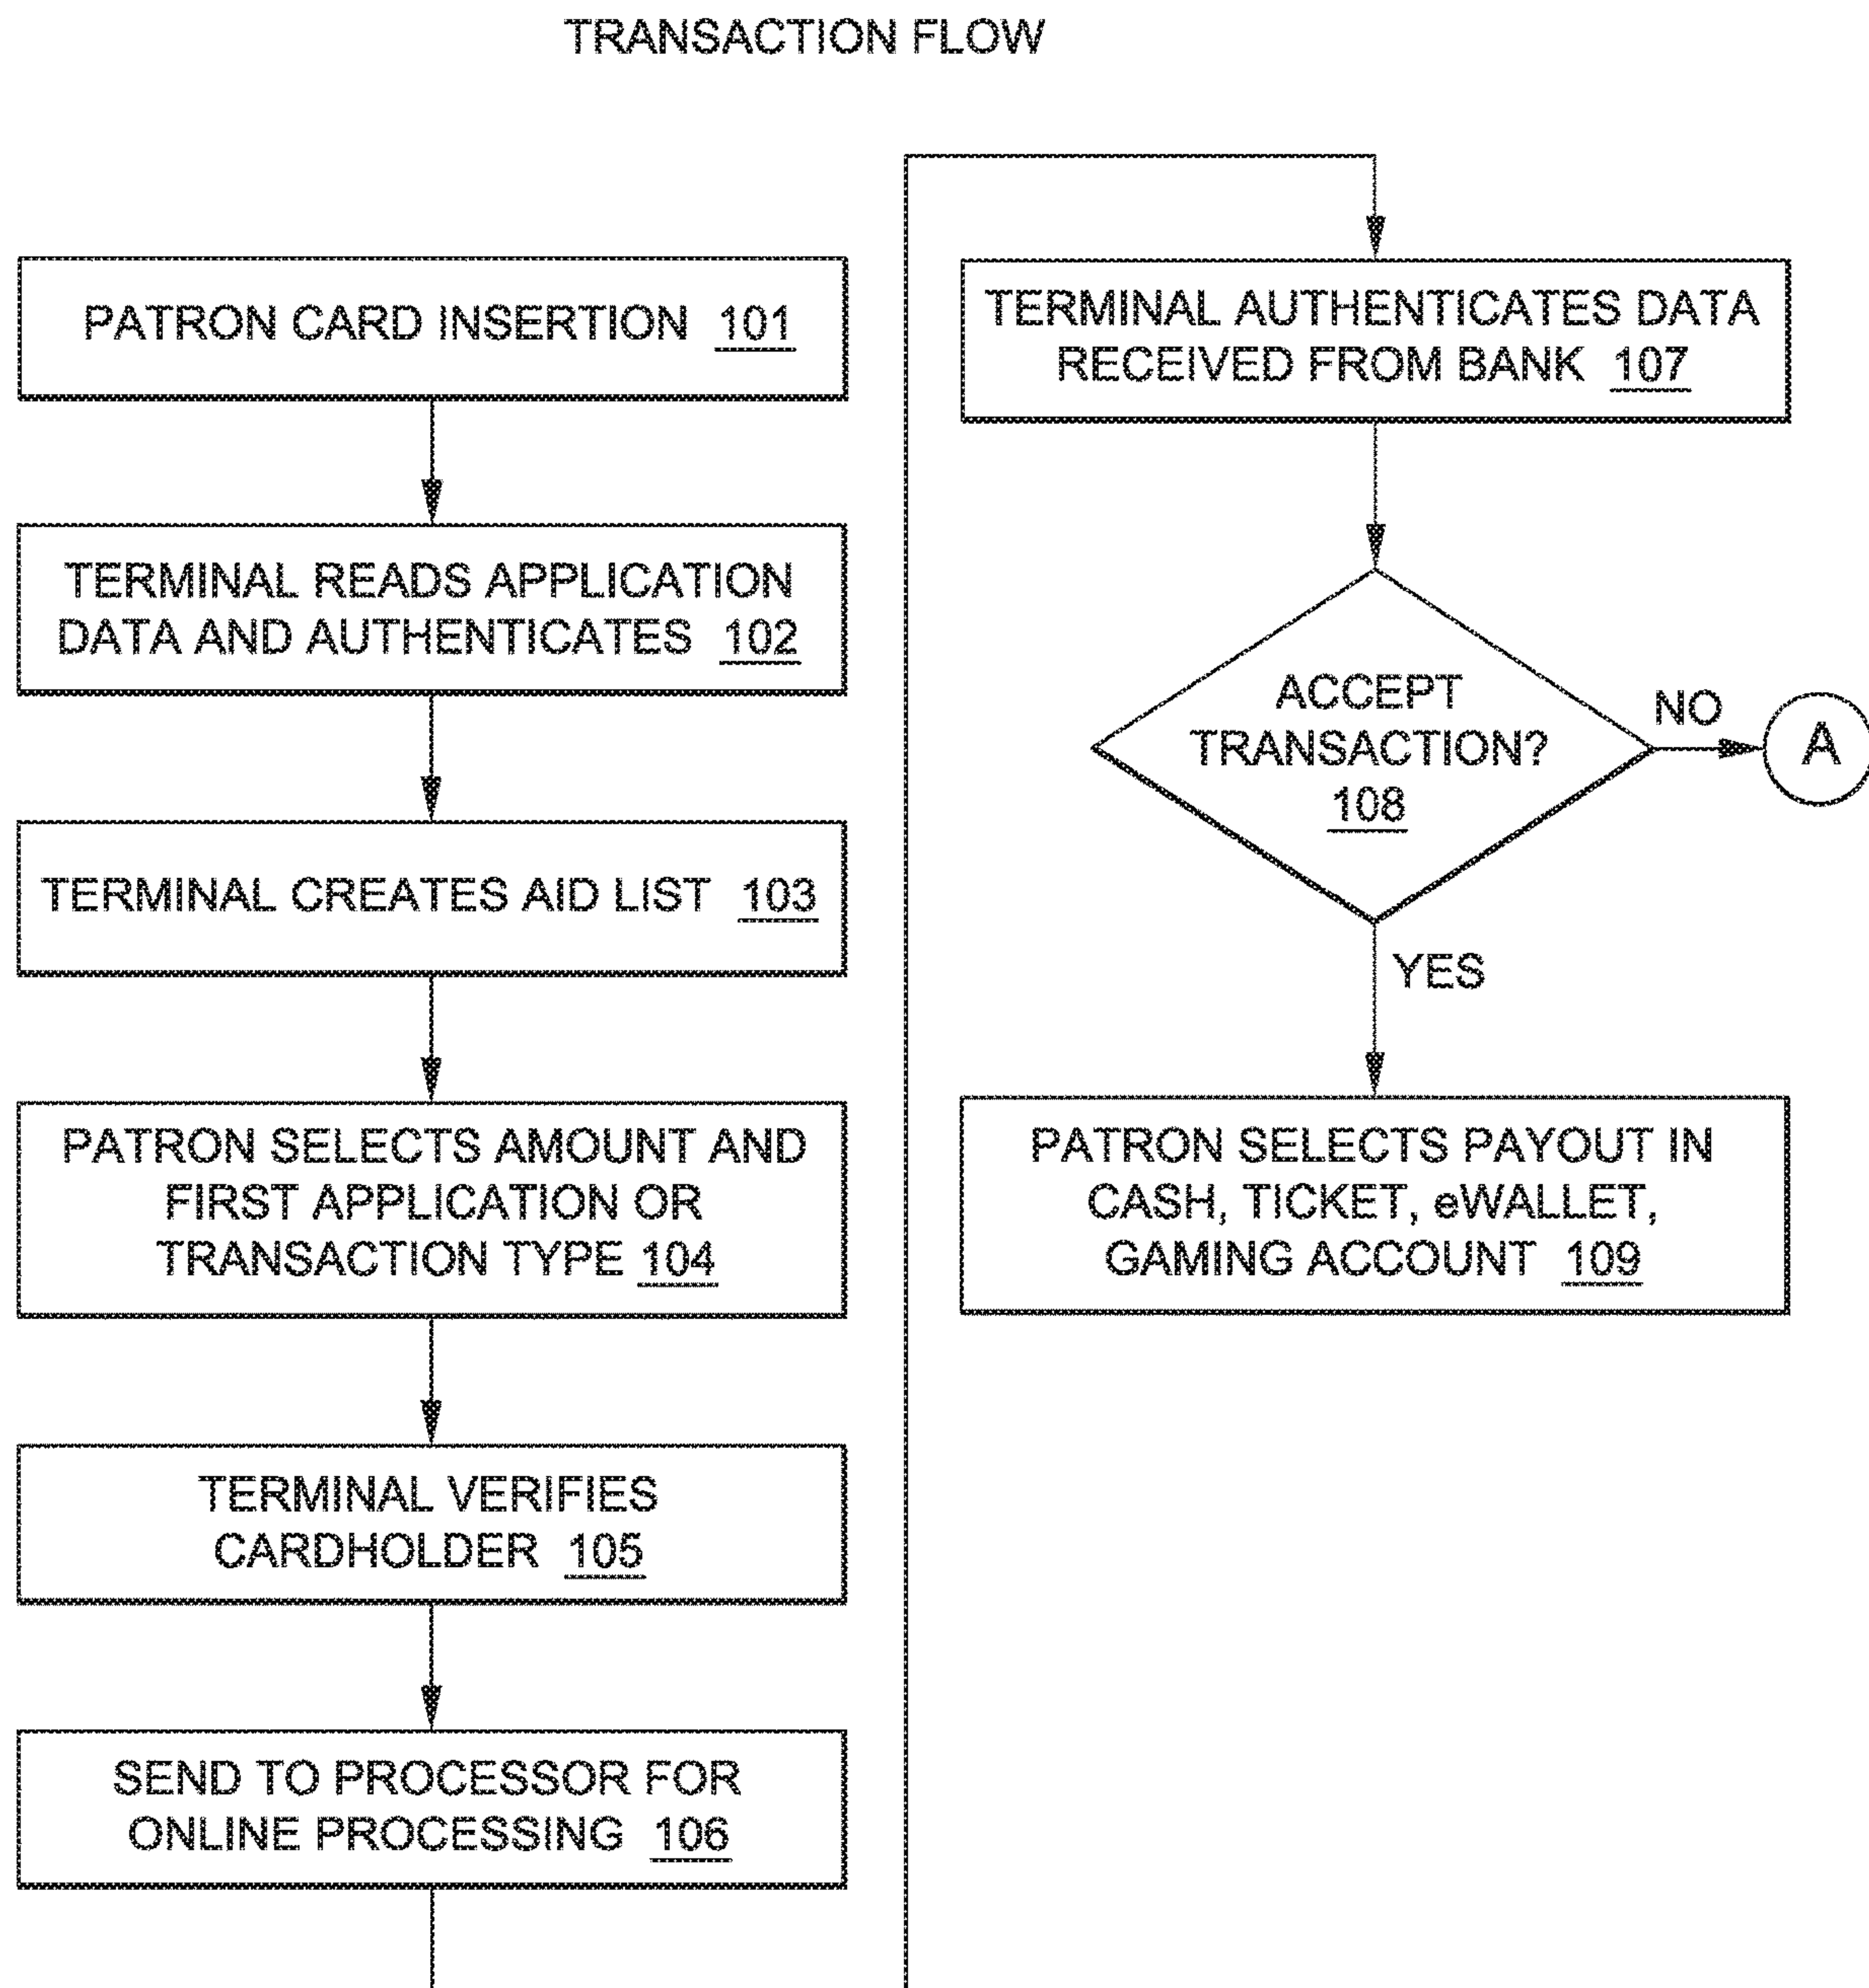 TRANSACTION FLOW
PATRON CARD INSERTION 101
TERMINAL READS APPLICATION
DATA AND AUTHENTICATES 102
TERMINAL CREATES AID LIST 103
PATRON SELECTS AMOUNT AND
FIRST APPLICATION OR
TRANSACTION TYPE 104
TERMINAL VERIFIES
CARDHOLDER 105
SEND TO PROCESSOR FOR
ONLINE PROCESSING 106
TERMINAL AUTHENTICATES DATA
RECEIVED FROM BANK 107
ACCEPT
TRANSACTION?
108
NO
A
YES
PATRON SELECTS PAYOUT IN
CASH, TICKET, eWALLET,
GAMING ACCOUNT 109